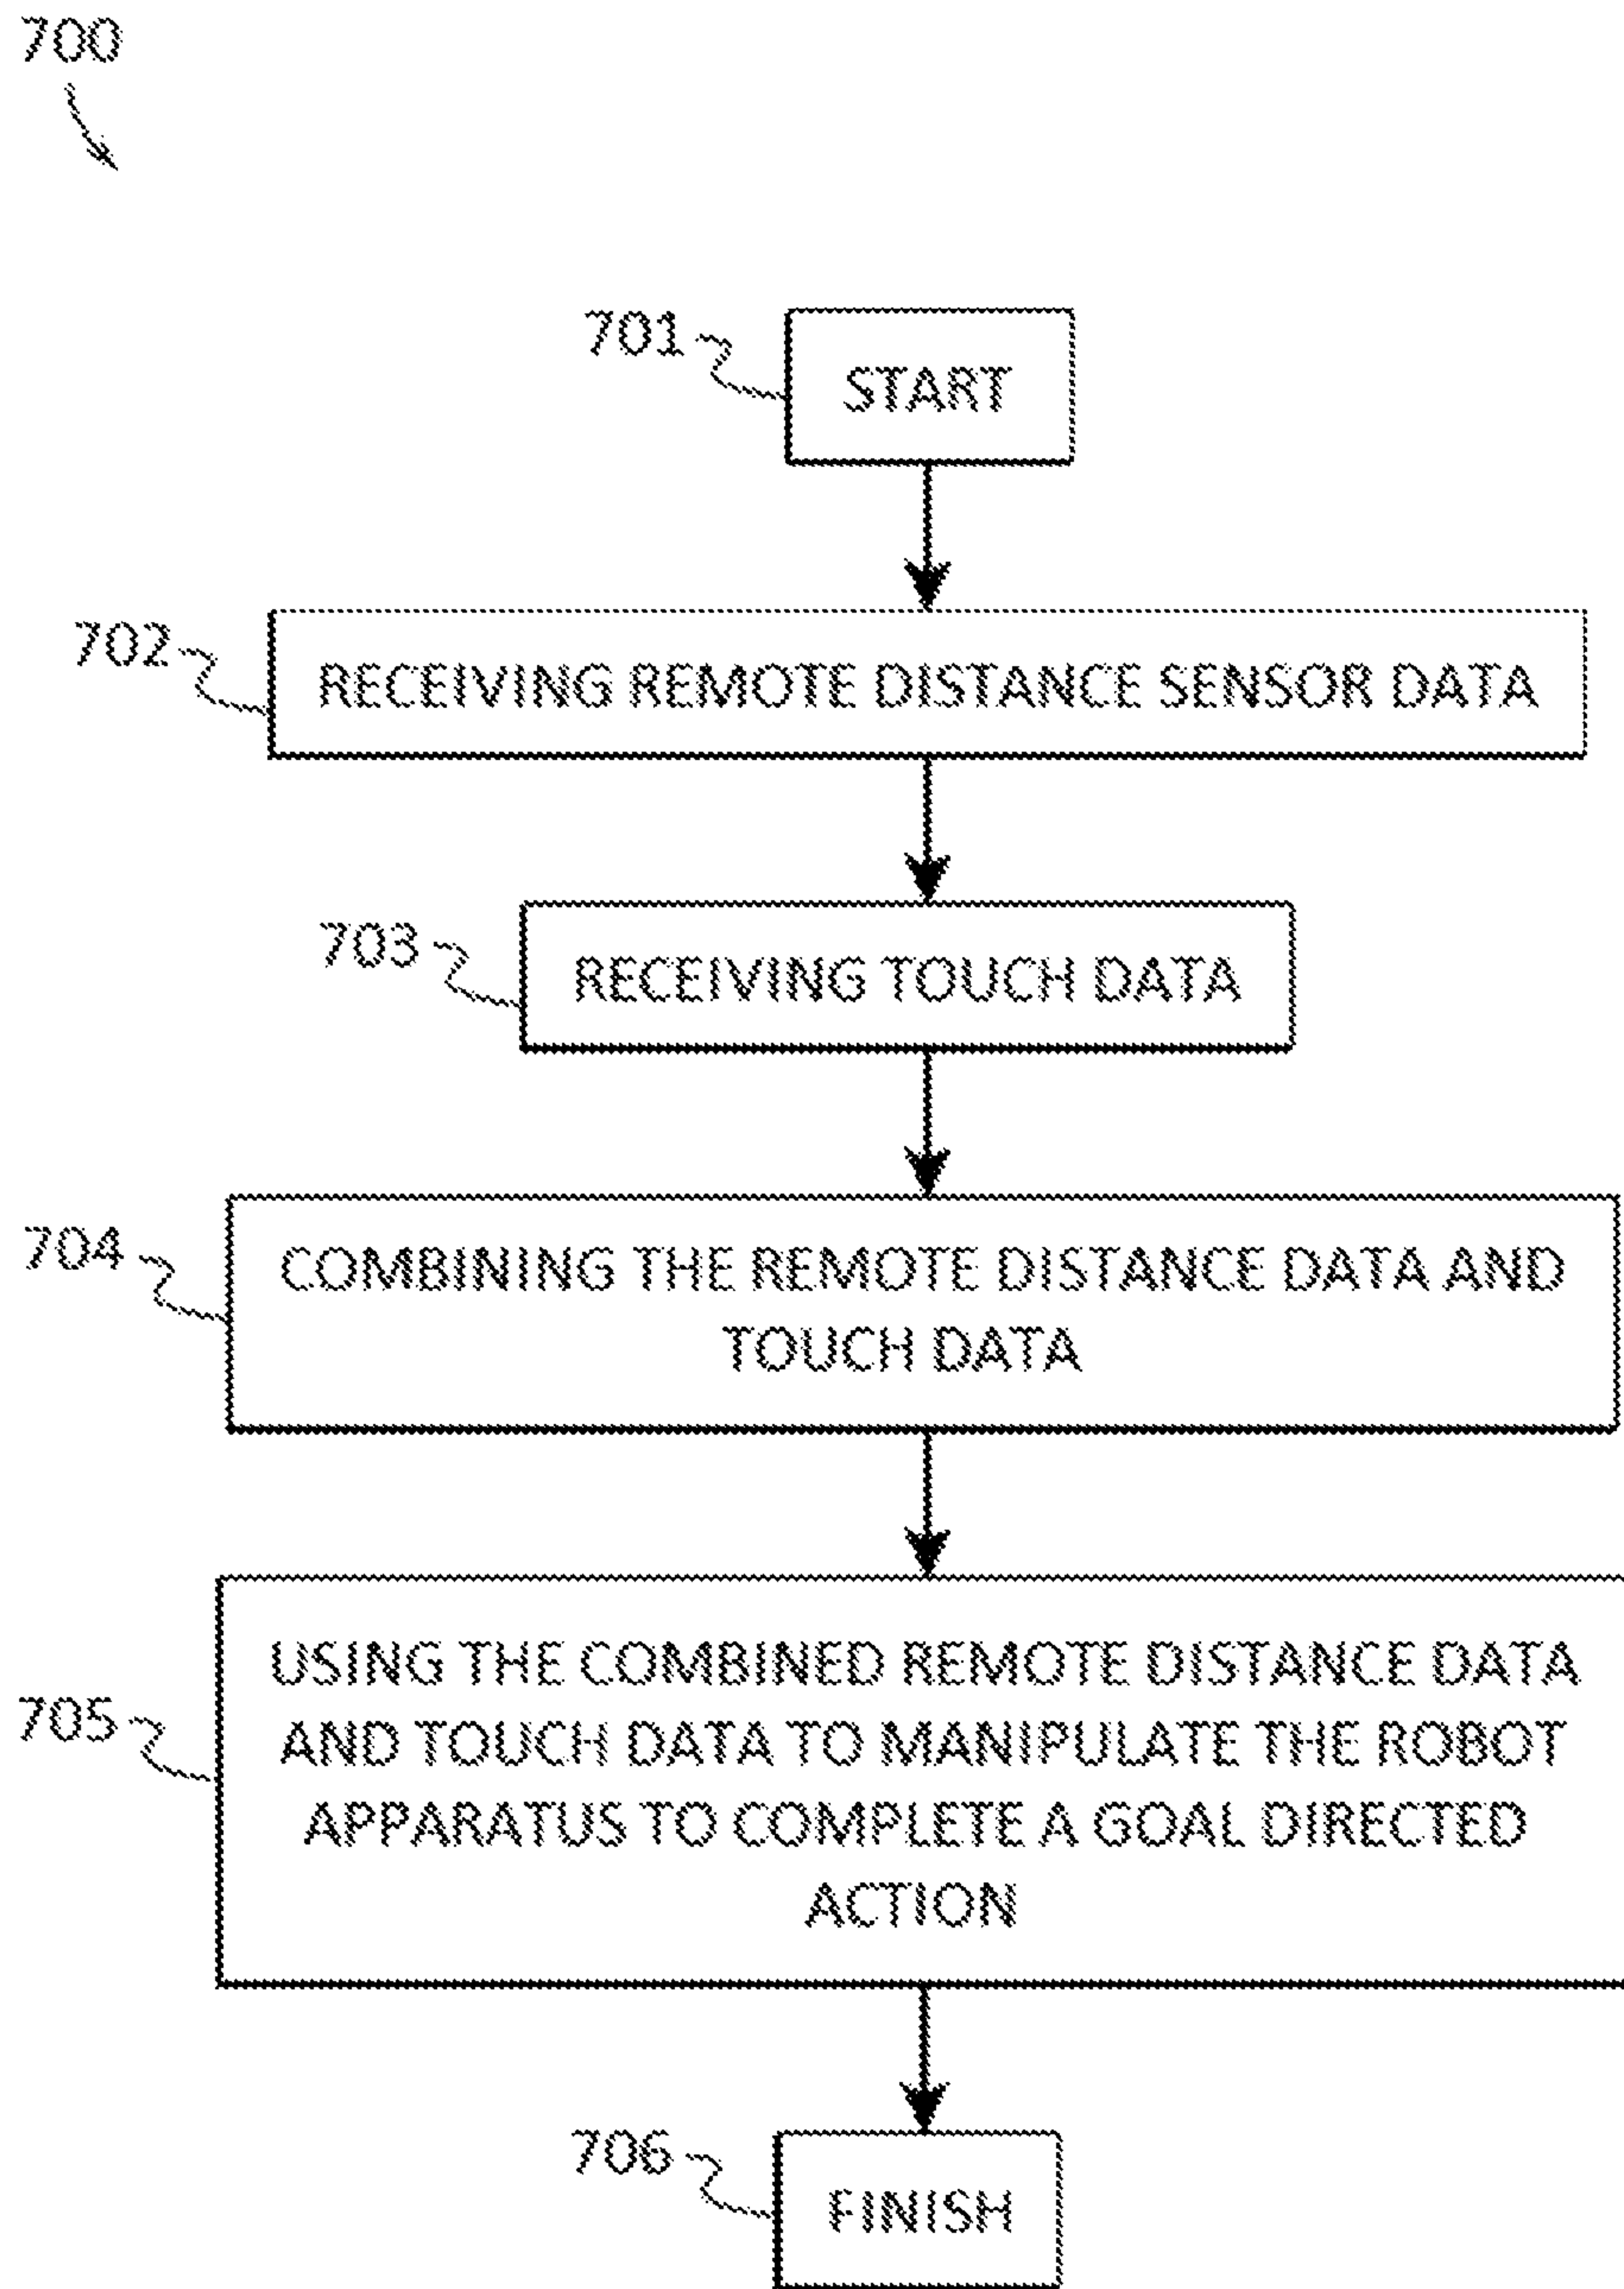 700
701
START
702
RECEIVING REMOTE DISTANCE SENSOR DATA
703
RECEIVING TOUCH DATA
704
COMBINING THE REMOTE DISTANCE DATA AND
TOUCH DATA
705
USING THE COMBINED REMOTE DISTANCE DATA
AND TOUCH DATA TO MANIPULATE THE ROBOT
APPARATUS TO COMPLETE A GOAL DIRECTED
ACTION
706
FINISH